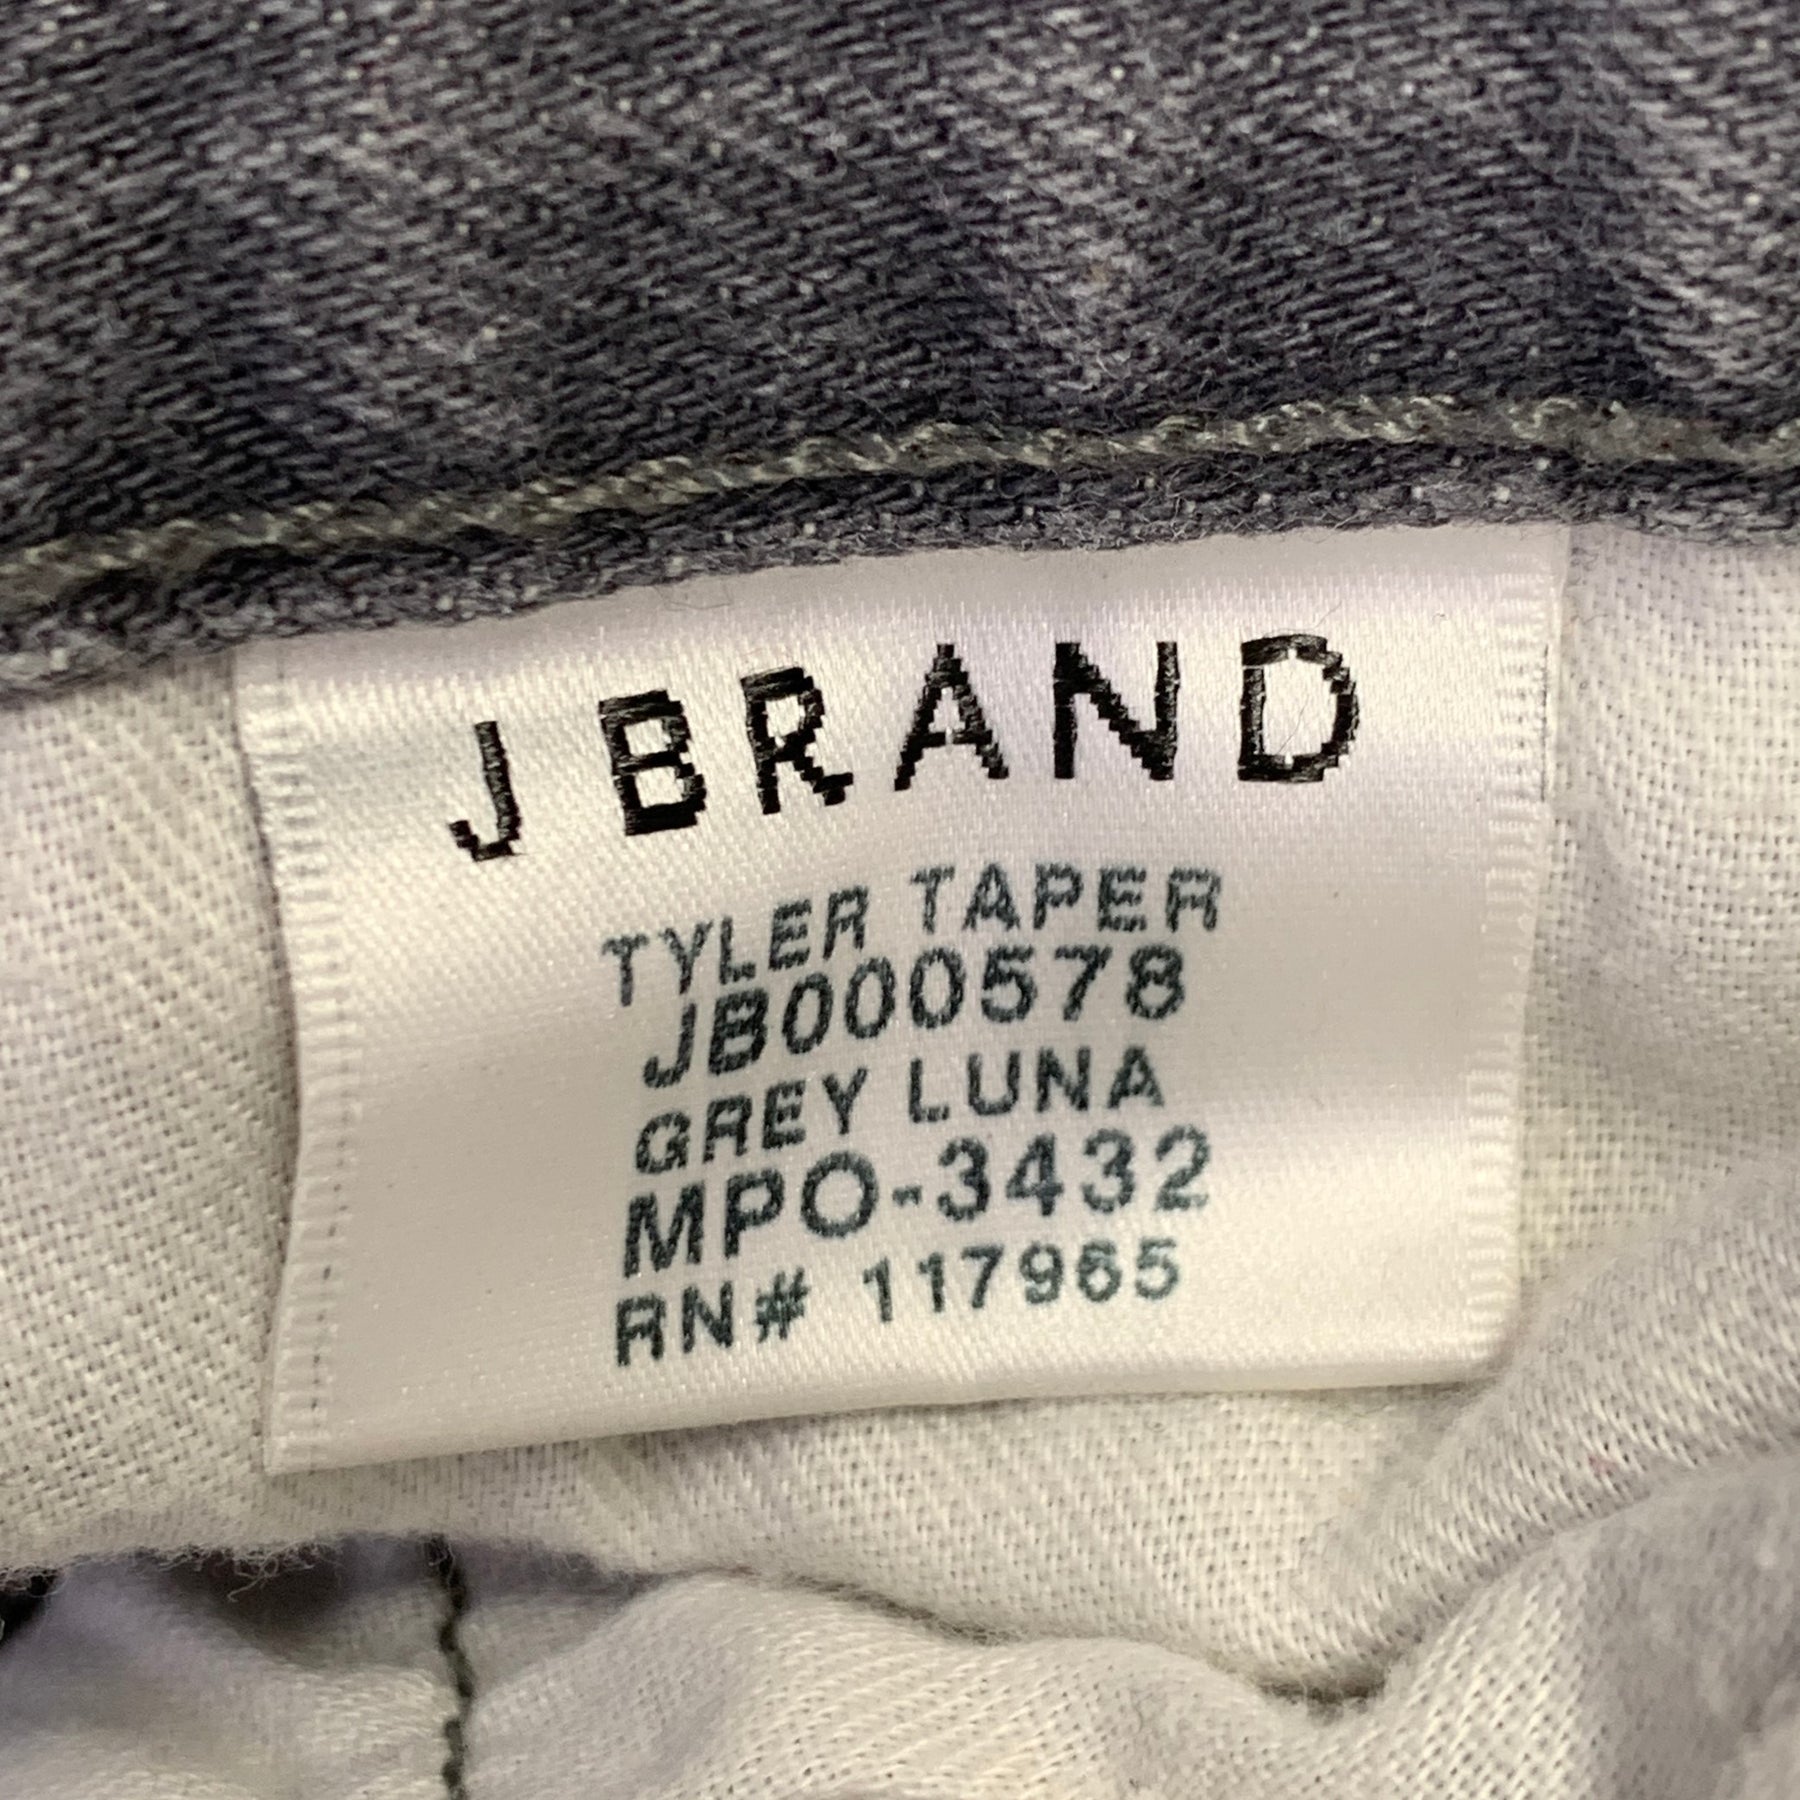 J BRAND
TYLER TAPER
JB000578
GREY LUNA
MPO-3432
RN# 117965